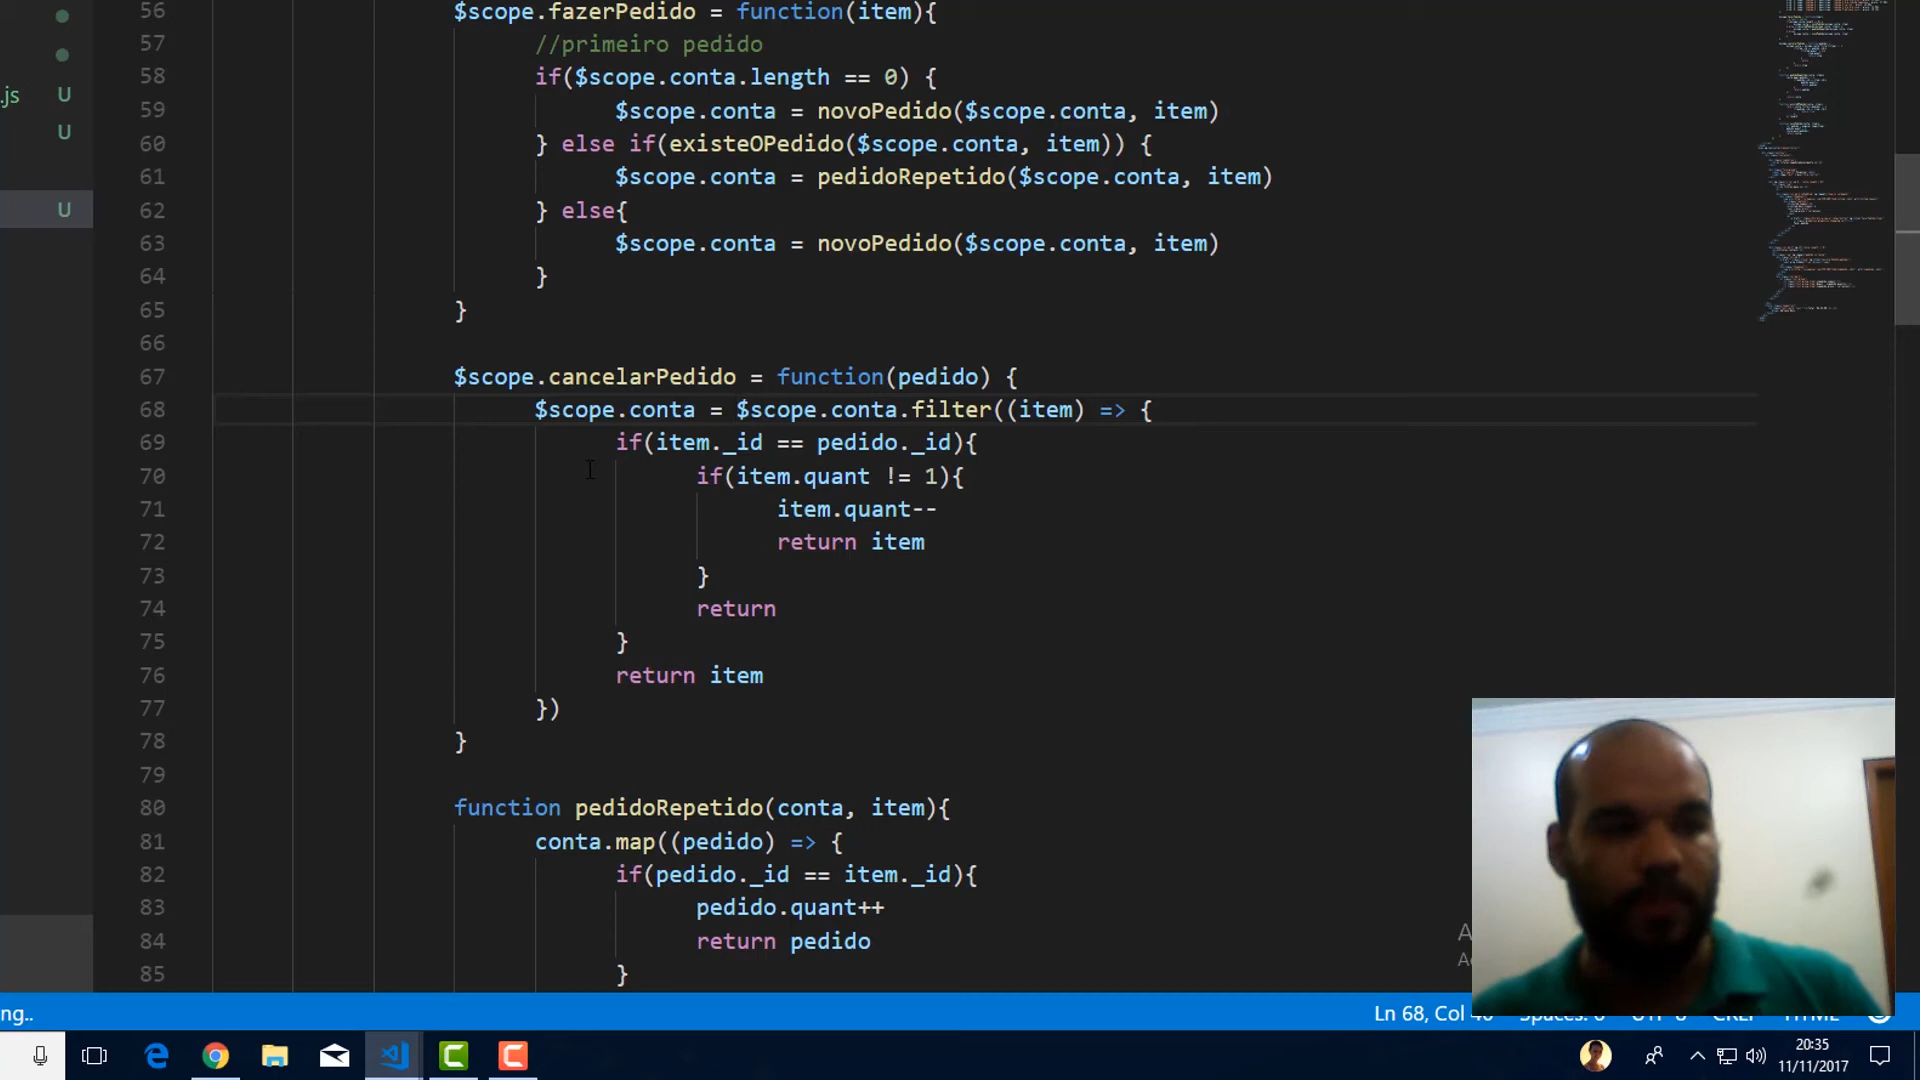 56 $scope.fazerPedido = function(item){
57 //primeiro pedido
58 if($scope.conta.length == 0) {
.js U 59 $scope.conta = novoPedido($scope.conta, item)
U 60 } else if(existeOPedido($scope.conta, item)) {
61 $scope.conta = pedidoRepetido($scope.conta, item)
U 62 } else{
63 $scope.conta = novoPedido($scope.conta, item)
64 }
65 }
66
67 $scope.cancelarPedido = function(pedido) {
68 $scope.conta = $scope.conta.filter((item) => {
69 if(item._id == pedido._id){
70 if(item.quant != 1){
71 item.quant--
72 return item
73 }
74 return
75 }
76 return item
77 })
78 }
79
80 function pedidoRepetido(conta, item){
81 conta.map((pedido) => {
82 if(pedido._id == item._id){
83 pedido.quant++
84 return pedido
85 }
ng.. Ln 68, Col
20:35
11/11/2017